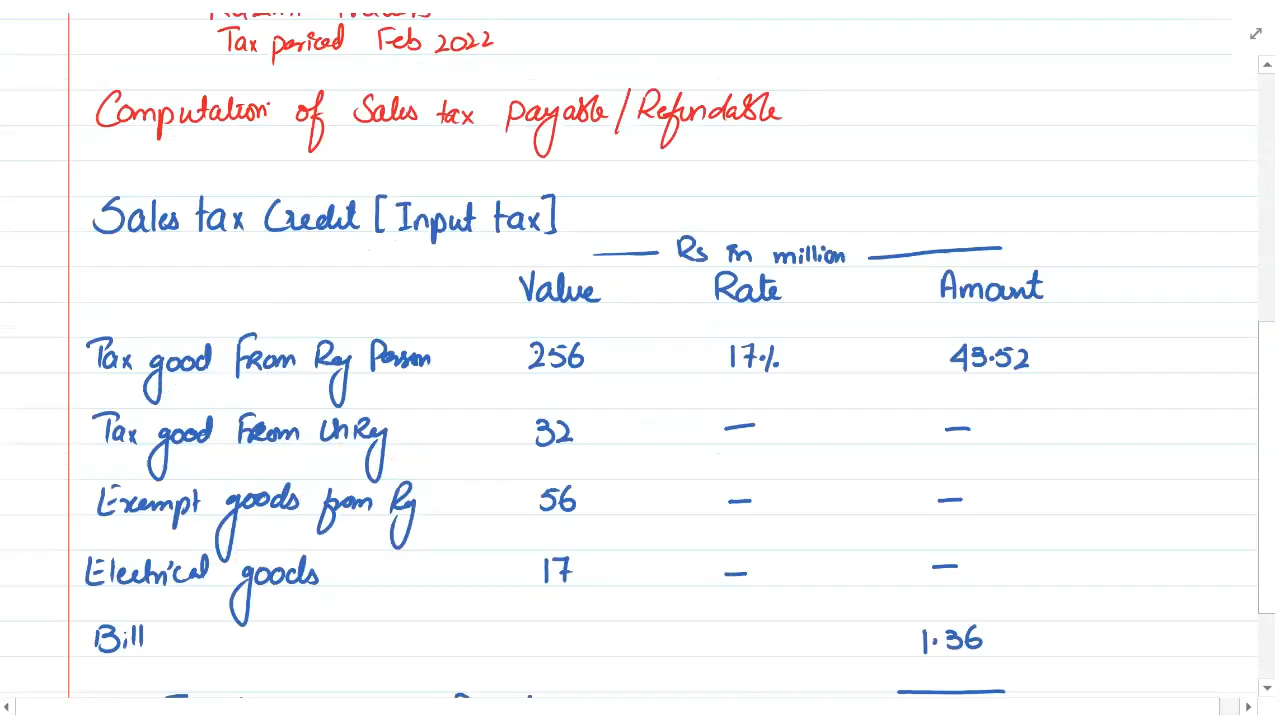 Tax period Feb 2022
Computation of Sales tax Payable/Refundable
Sales tax Credit [Input tax]
Rs in million
Value Rate Amount
Tax good From Reg Person 256 17.% 43.52
Tax good From UnReg 32 — —
Exempt goods from Rg 56 — —
Electrical goods 17 — —
Bill 1.36